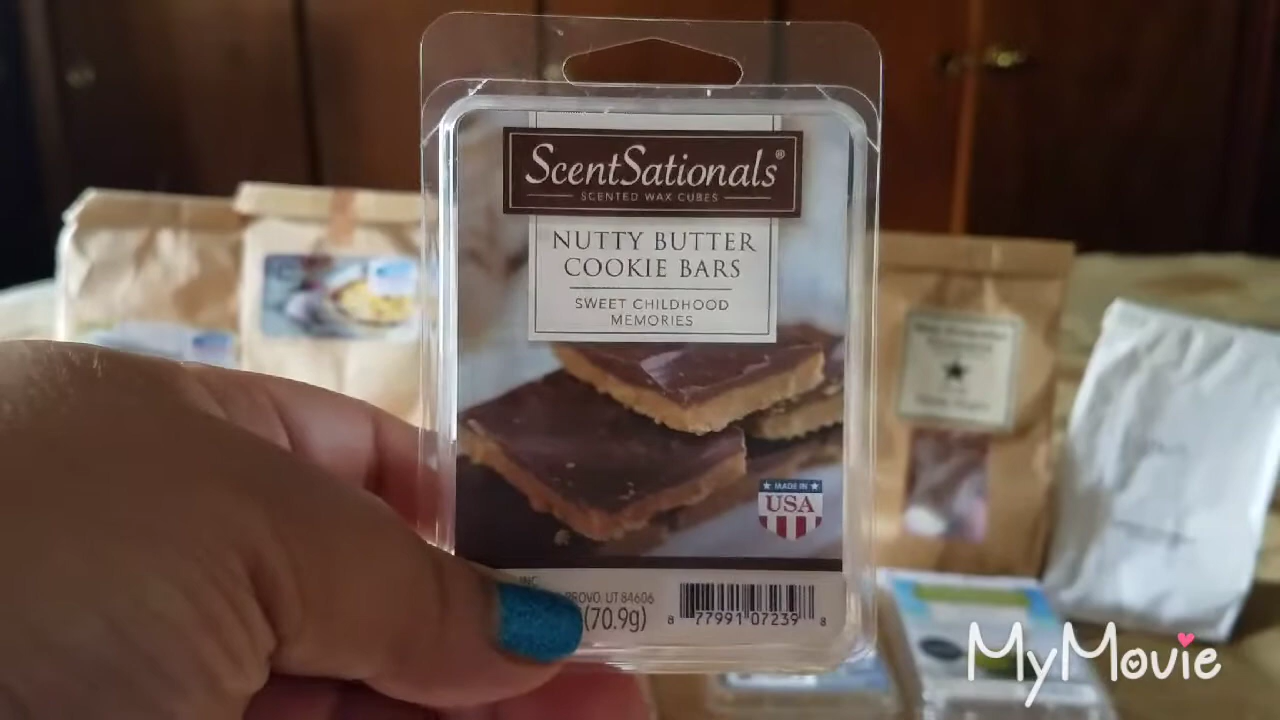 ScentSationals®
SCENTED WAX CUBES
NUTTY BUTTER
COOKIE BARS
SWEET CHILDHOOD
MEMORIES
MADE IN
USA
INC
PROVO, UT 84606
(70.9g)
8 77991 07239 8
MyMovie